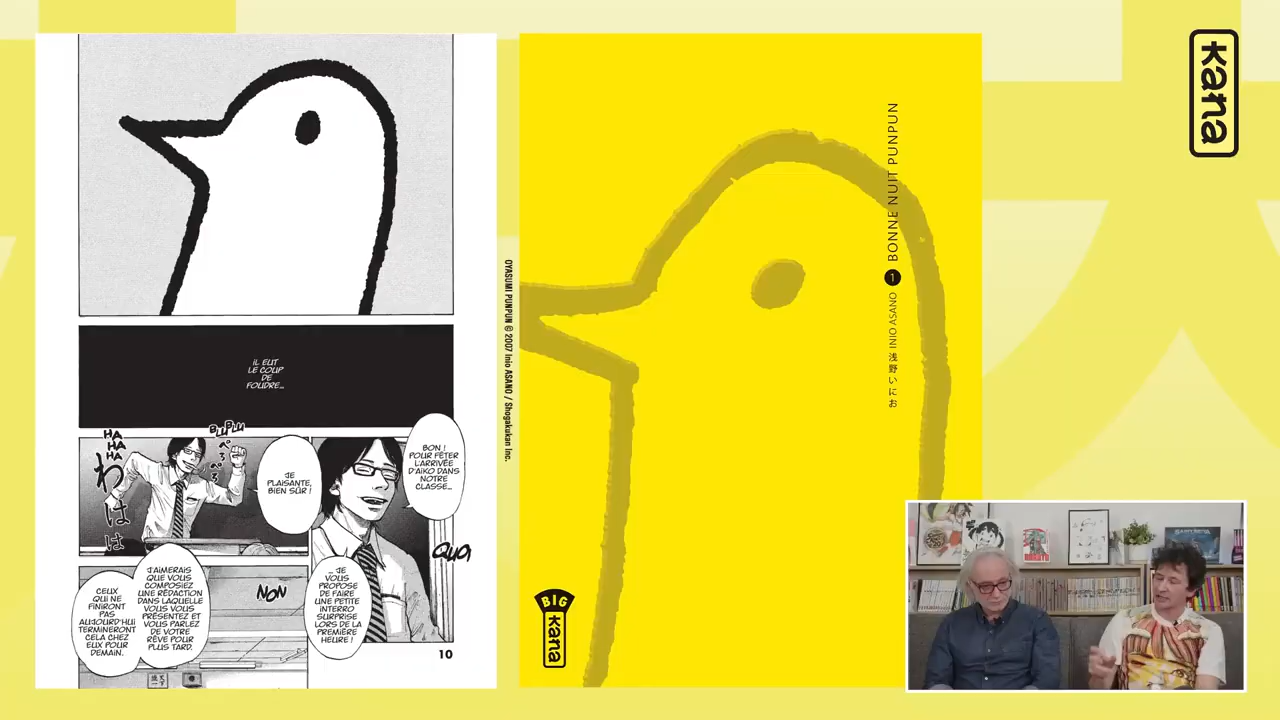 IL EUT
LE COUP
DE
FOUDRE...
BON !
POUR FÊTER
L'ARRIVÉE
D'AIKO DANS
NOTRE
CLASSE...
JE
PLAISANTE,
BIEN SÛR !
HA
HA
HA
わ
は
は
BLUBLU
ぺろぺろ
QUOI
JE
VOUS
PROPOSE
DE FAIRE
UNE PETITE
INTERRO
SURPRISE
LORS DE LA
PREMIÈRE
HEURE !
NON
J'AIMERAIS
QUE VOUS
COMPOSIEZ
UNE RÉDACTION
DANS LAQUELLE
VOUS VOUS
PRÉSENTEZ ET
VOUS PARLEZ
DE VOTRE
RÊVE POUR
PLUS TARD.
CEUX
QUI NE
FINIRONT
PAS
AUJOURD'HUI
TERMINERONT
CELA CHEZ
EUX POUR
DEMAIN.
10
OYASUMI PUNPUN © 2007 Inio ASANO / Shogakukan Inc.
BONNE NUIT PUNPUN
1
INIO ASANO 浅野いにお
BIG
Kana
Kana
NARUTO